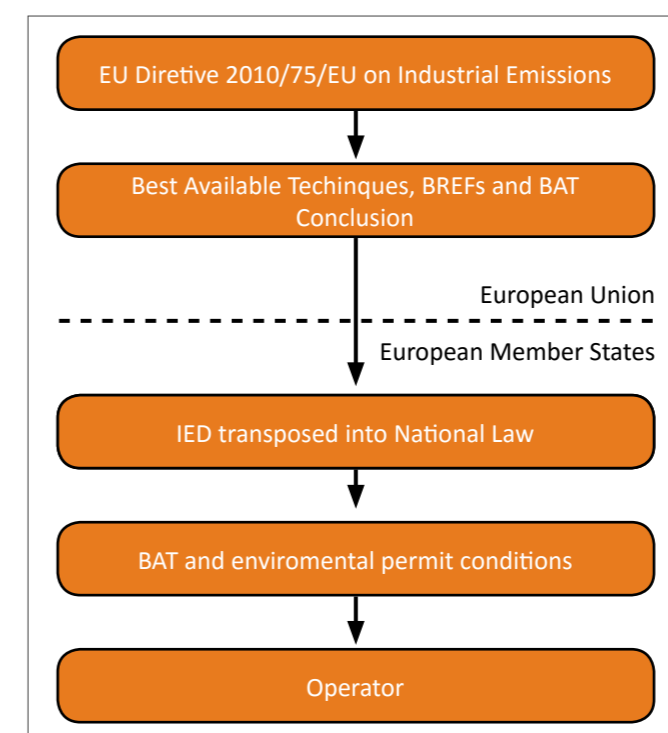 EU Diretive 2010/75/EU on Industrial Emissions
Best Available Techinques, BREFs and BAT
Conclusion
European Union
European Member States
IED transposed into National Law
BAT and enviromental permit conditions
Operator